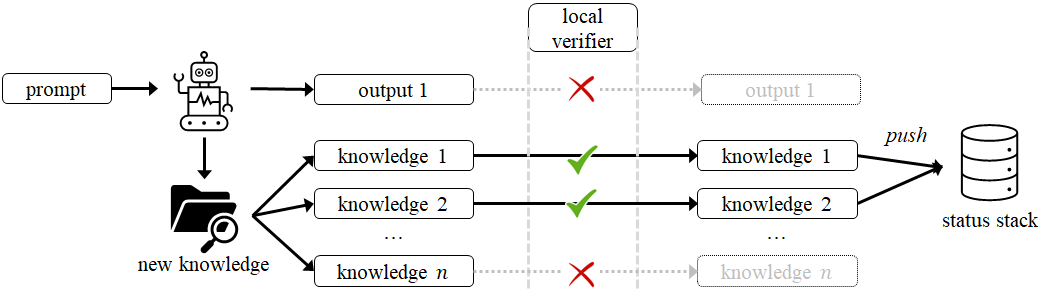 local
verifier
prompt
output 1
output 1
knowledge 1
knowledge 1
push
knowledge 2
knowledge 2
status stack
...
...
new knowledge
knowledge n
knowledge n